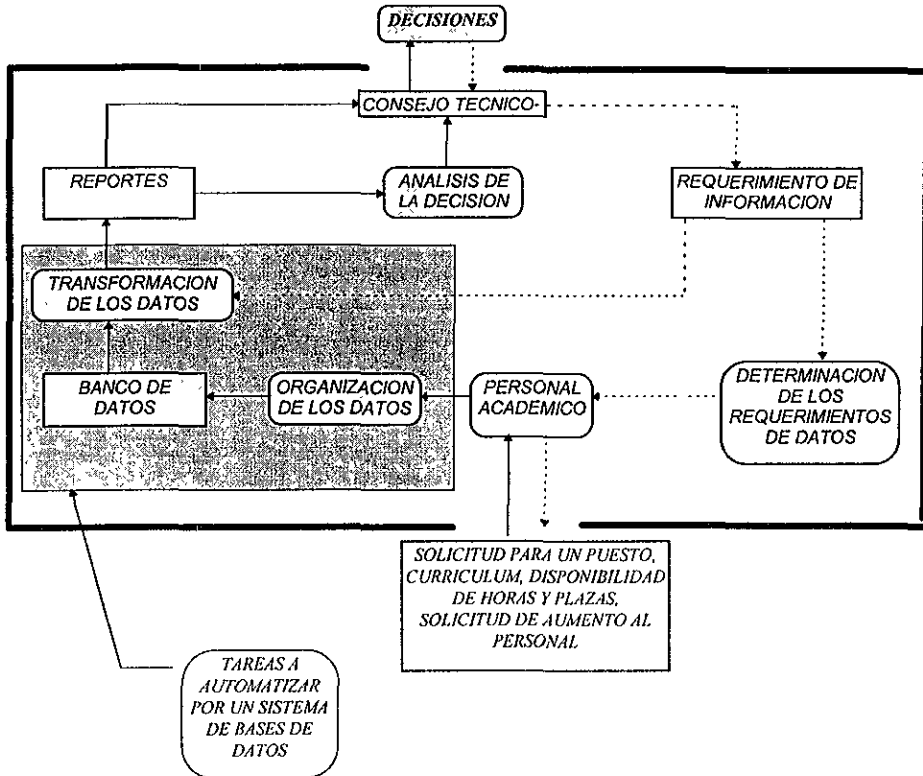 DECISIONES
CONSEJO TECNICO-
REPORTES
ANALISIS DE
LA DECISION
REQUERIMIENTO DE
INFORMACION
TRANSFORMACION
DE LOS DATOS
BANCO DE
DATOS
ORGANIZACION
DE LOS DATOS
PERSONAL
ACADEMICO
DETERMINACION
DE LOS
REQUERIMIENTOS
DE DATOS
SOLICITUD PARA UN PUESTO,
CURRICULUM, DISPONIBILIDAD
DE HORAS Y PLAZAS,
SOLICITUD DE AUMENTO AL
PERSONAL
TAREAS A
AUTOMATIZAR
POR UN SISTEMA
DE BASES DE
DATOS